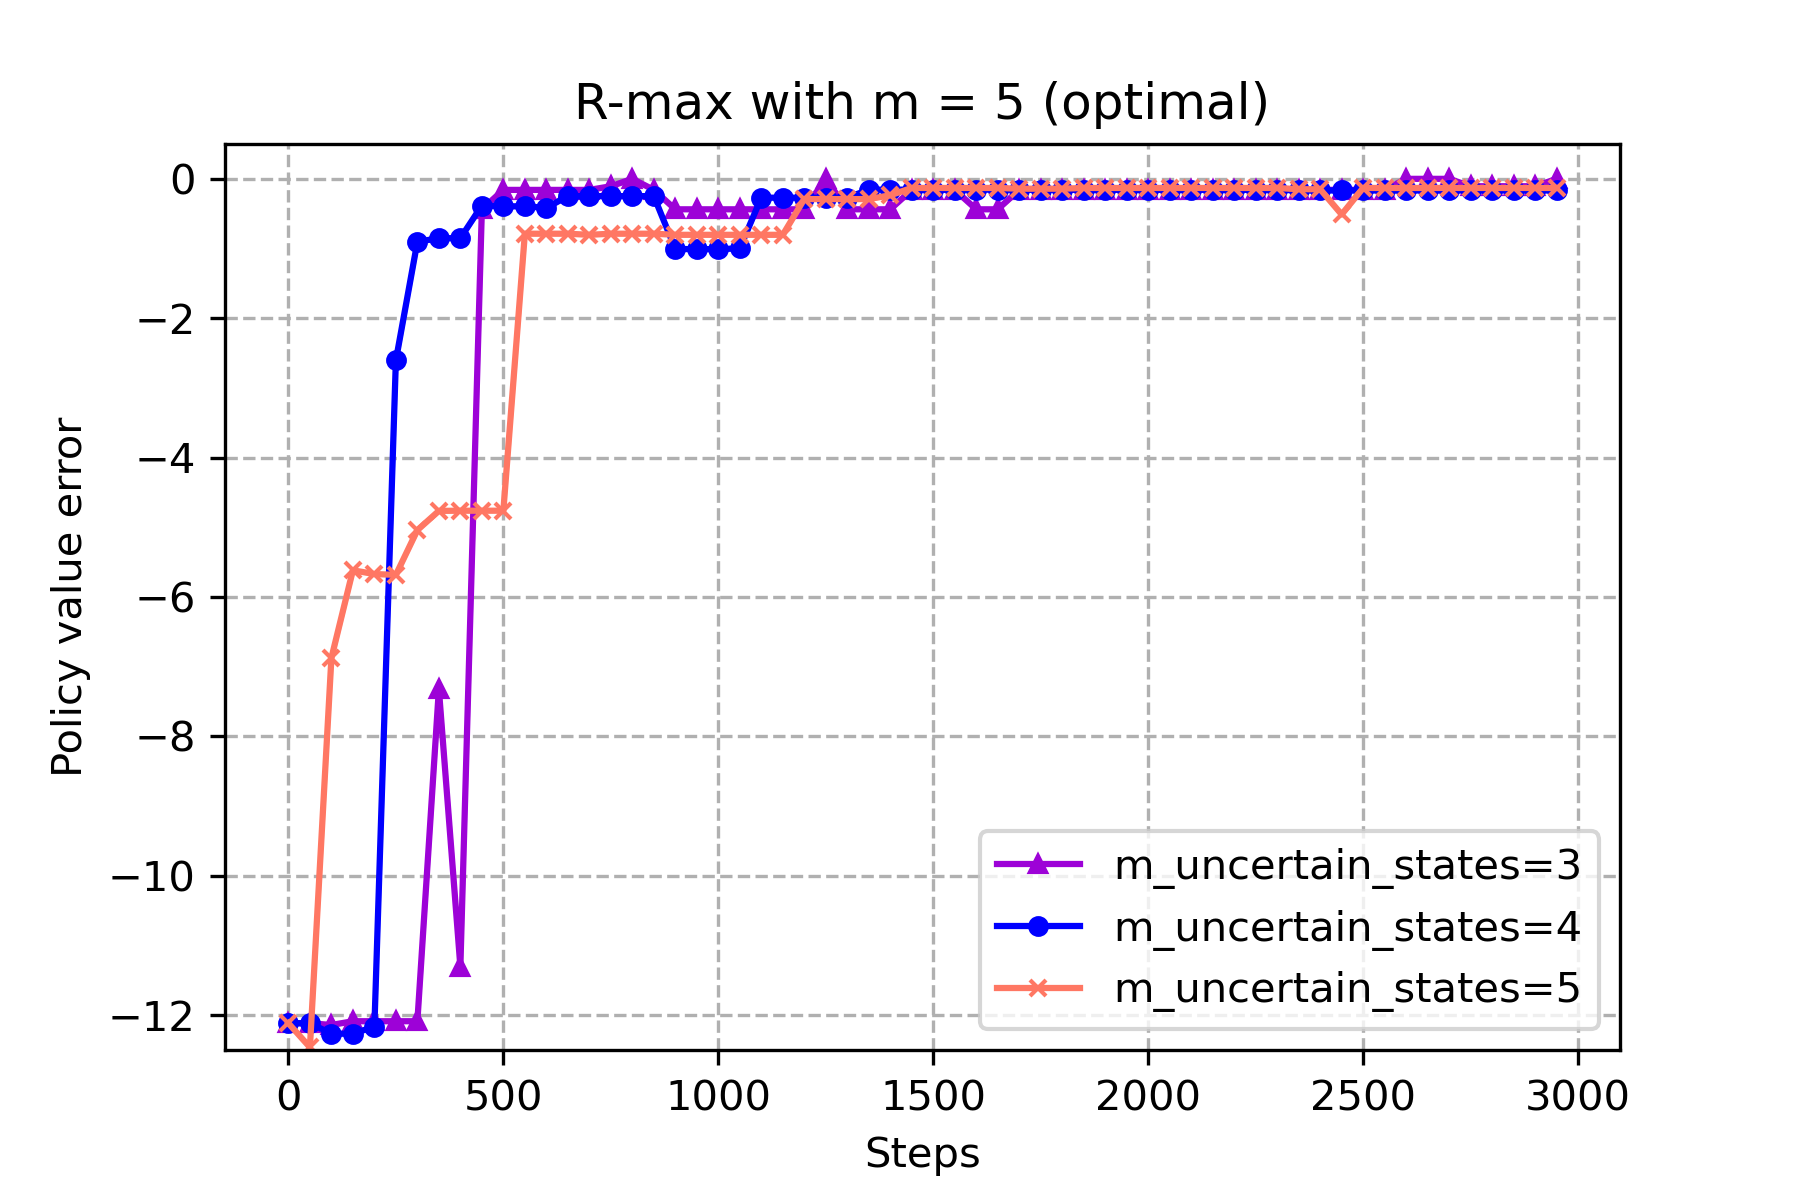 R-max with m = 5 (optimal)
Policy value error
0
−2
−4
−6
−8
−10
−12
m_uncertain_states=3
m_uncertain_states=4
m_uncertain_states=5
0 500 1000 1500 2000 2500 3000
Steps